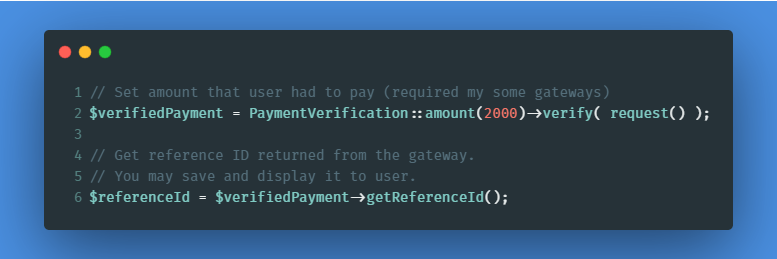 1 // Set amount that user had to pay (required my some gateways)
2 $verifiedPayment = PaymentVerification::amount(2000)->verify( request() );
3
4 // Get reference ID returned from the gateway.
5 // You may save and display it to user.
6 $referenceId = $verifiedPayment->getReferenceId();